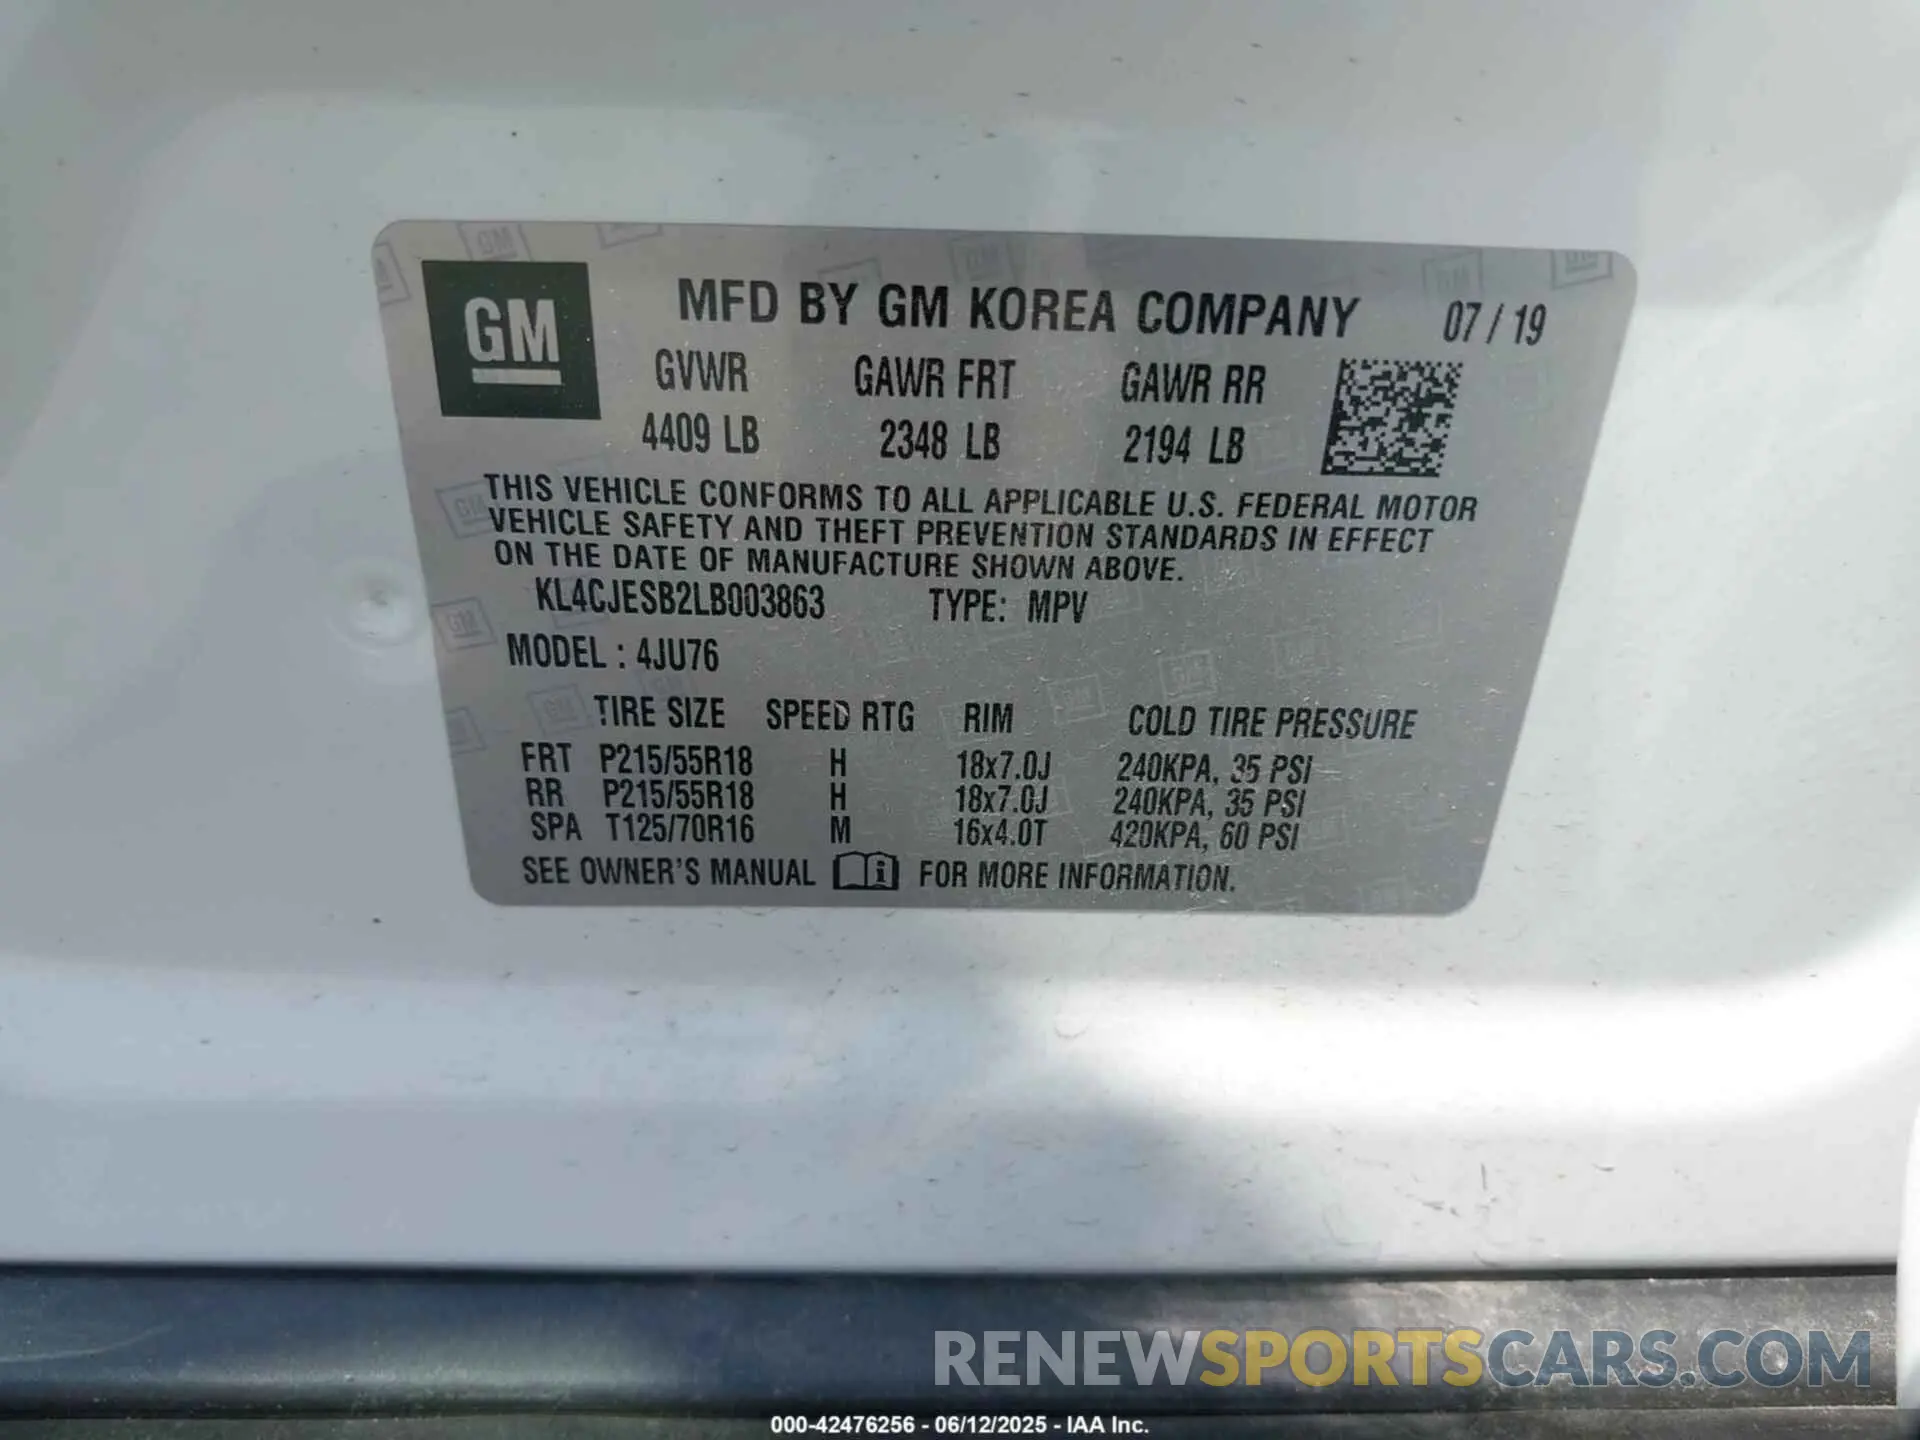 GM
MFD BY GM KOREA COMPANY 07 / 19
GVWR GAWR FRT GAWR RR
4409 LB 2348 LB 2194 LB
THIS VEHICLE CONFORMS TO ALL APPLICABLE U.S. FEDERAL MOTOR
VEHICLE SAFETY AND THEFT PREVENTION STANDARDS IN EFFECT
ON THE DATE OF MANUFACTURE SHOWN ABOVE.
KL4CJESB2LB003863 TYPE: MPV
MODEL : 4JU76
TIRE SIZE SPEED RTG RIM COLD TIRE PRESSURE
FRT P215/55R18 H 18x7.0J 240KPA, 35 PSI
RR P215/55R18 H 18x7.0J 240KPA, 35 PSI
SPA T125/70R16 M 16x4.0T 420KPA, 60 PSI
SEE OWNER'S MANUAL FOR MORE INFORMATION.
RENEWSPORTSCARS.COM
000-42476256 - 06/12/2025 - IAA Inc.